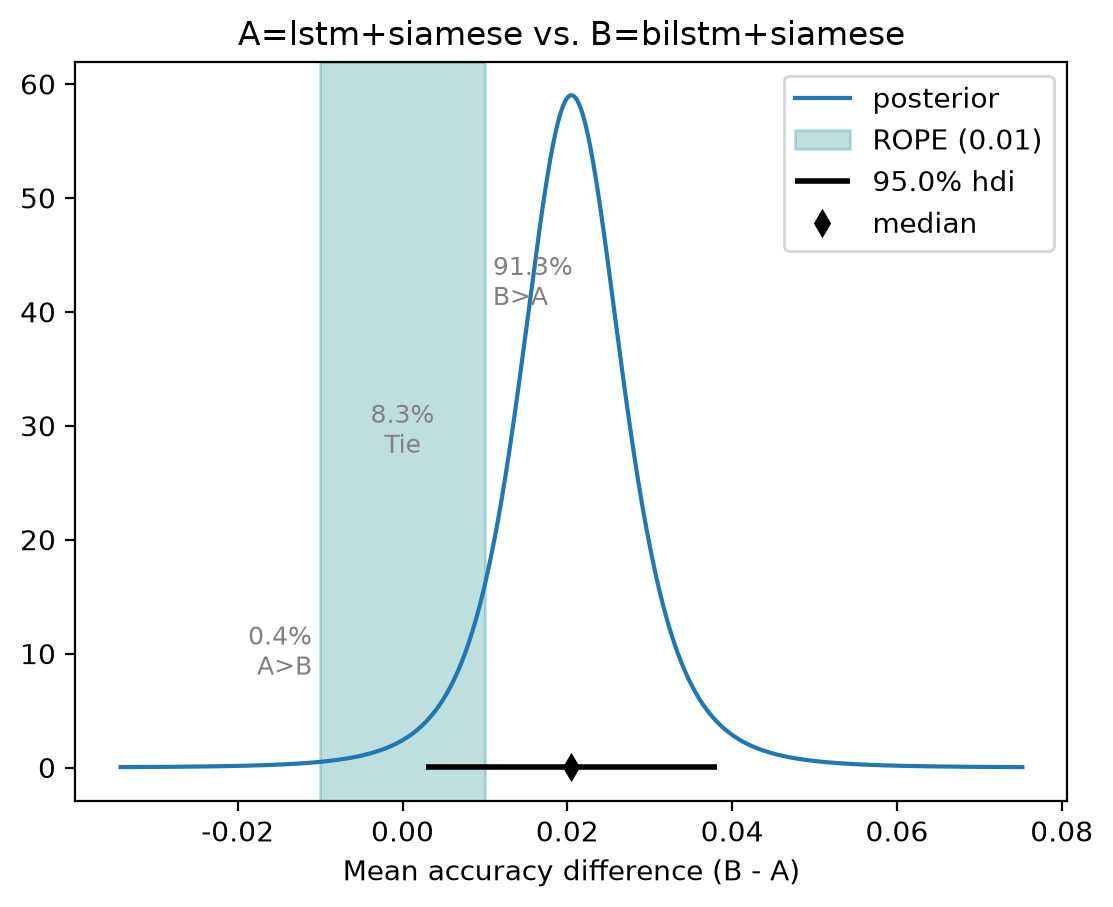 A=lstm+siamese vs. B=bilstm+siamese
60
50
40
30
20
10
0
posterior
ROPE (0.01)
95.0% hdi
median
91.3%
B>A
8.3%
Tie
0.4%
A>B
-0.02
0.00
0.02
0.04
0.06
0.08
Mean accuracy difference (B - A)